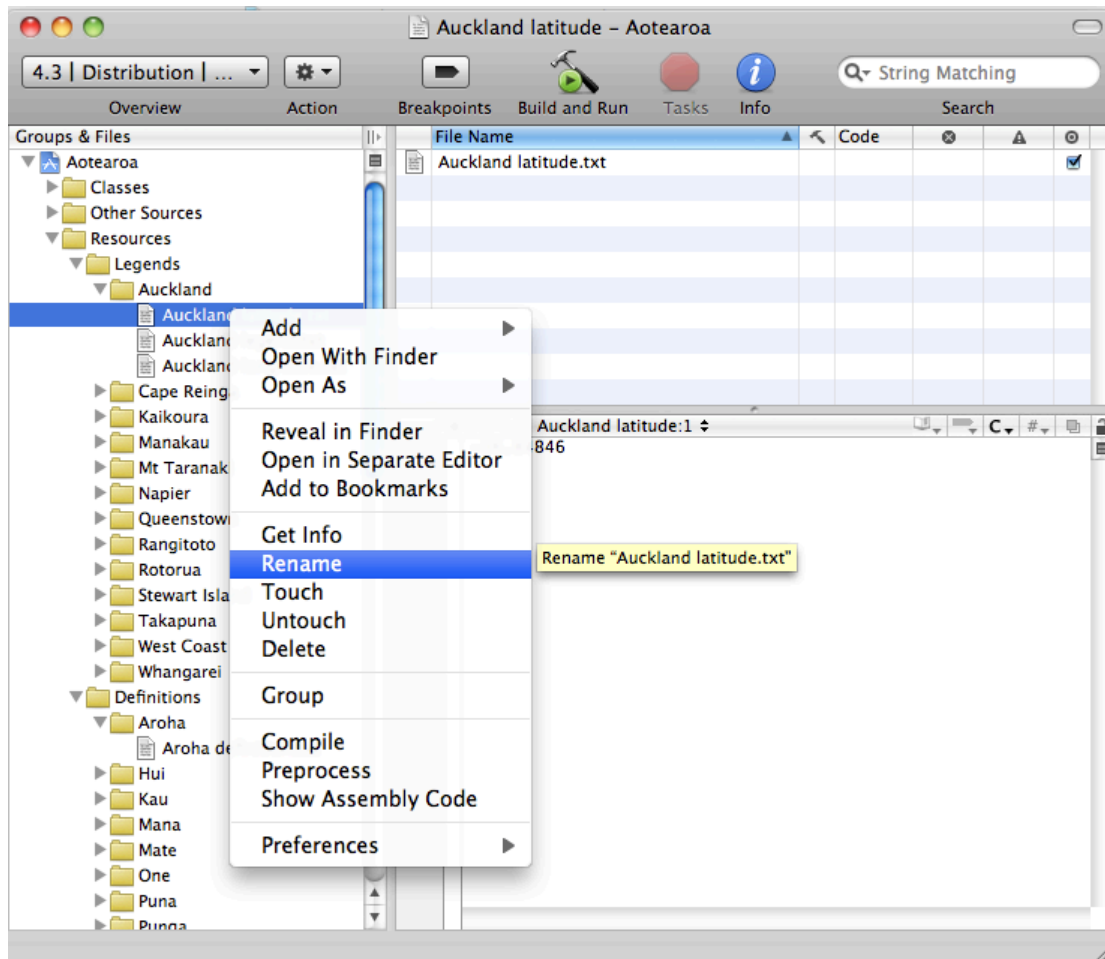 Auckland latitude – Aotearoa
4.3 | Distribution | ...
String Matching
Overview
Action
Breakpoints
Build and Run
Tasks
Info
Search
Groups & Files
File Name
Code
Aotearoa
Auckland latitude.txt
Classes
Other Sources
Resources
Legends
Auckland
Auckland
Auckland
Auckland
Cape Reing
Kaikoura
Manakau
Mt Taranak
Napier
Queenstow
Rangitoto
Rotorua
Stewart Isla
Takapuna
West Coast
Whangarei
Definitions
Aroha
Aroha de
Hui
Kau
Mana
Mate
One
Puna
Punga
Add
Open With Finder
Open As
Reveal in Finder
Open in Separate Editor
Add to Bookmarks
Get Info
Rename
Touch
Untouch
Delete
Group
Compile
Preprocess
Show Assembly Code
Preferences
Rename “Auckland latitude.txt”
Auckland latitude:1
C
#
846